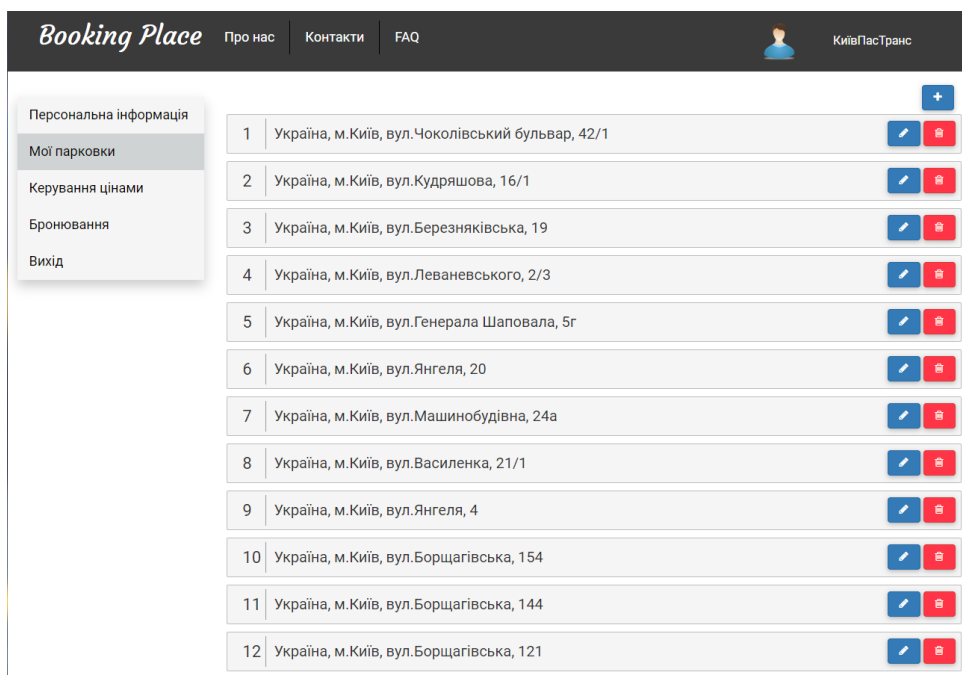 Booking Place Про нас Контакти FAQ КиївПасТранс
+
Персональна інформація
Мої парковки
Керування цінами
Бронювання
Вихід
1 Україна, м.Київ, вул.Чоколівський бульвар, 42/1
2 Україна, м.Київ, вул.Кудряшова, 16/1
3 Україна, м.Київ, вул.Березняківська, 19
4 Україна, м.Київ, вул.Леваневського, 2/3
5 Україна, м.Київ, вул.Генерала Шаповала, 5г
6 Україна, м.Київ, вул.Янгеля, 20
7 Україна, м.Київ, вул.Машинобудівна, 24а
8 Україна, м.Київ, вул.Василенка, 21/1
9 Україна, м.Київ, вул.Янгеля, 4
10 Україна, м.Київ, вул.Борщагівська, 154
11 Україна, м.Київ, вул.Борщагівська, 144
12 Україна, м.Київ, вул.Борщагівська, 121